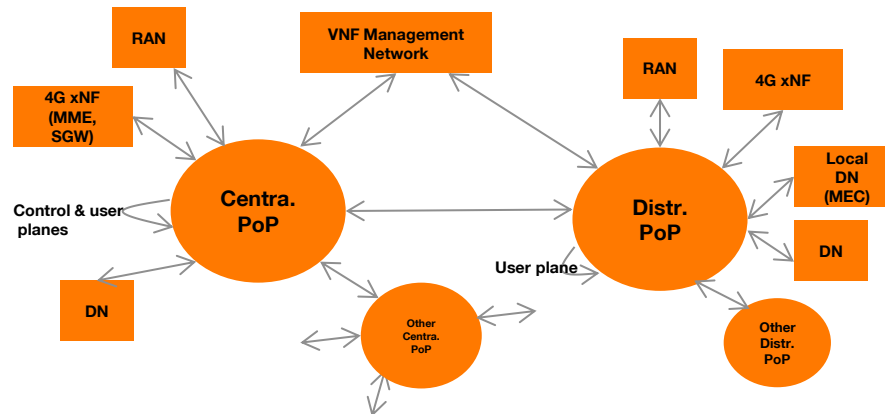 RAN
VNF Management
Network
RAN
4G xNF
4G xNF
(MME,
SGW)
Local
DN
(MEC)
Centra.
PoP
Distr.
PoP
Control & user
planes
User plane
DN
DN
Other
Centra.
PoP
Other
Distr.
PoP